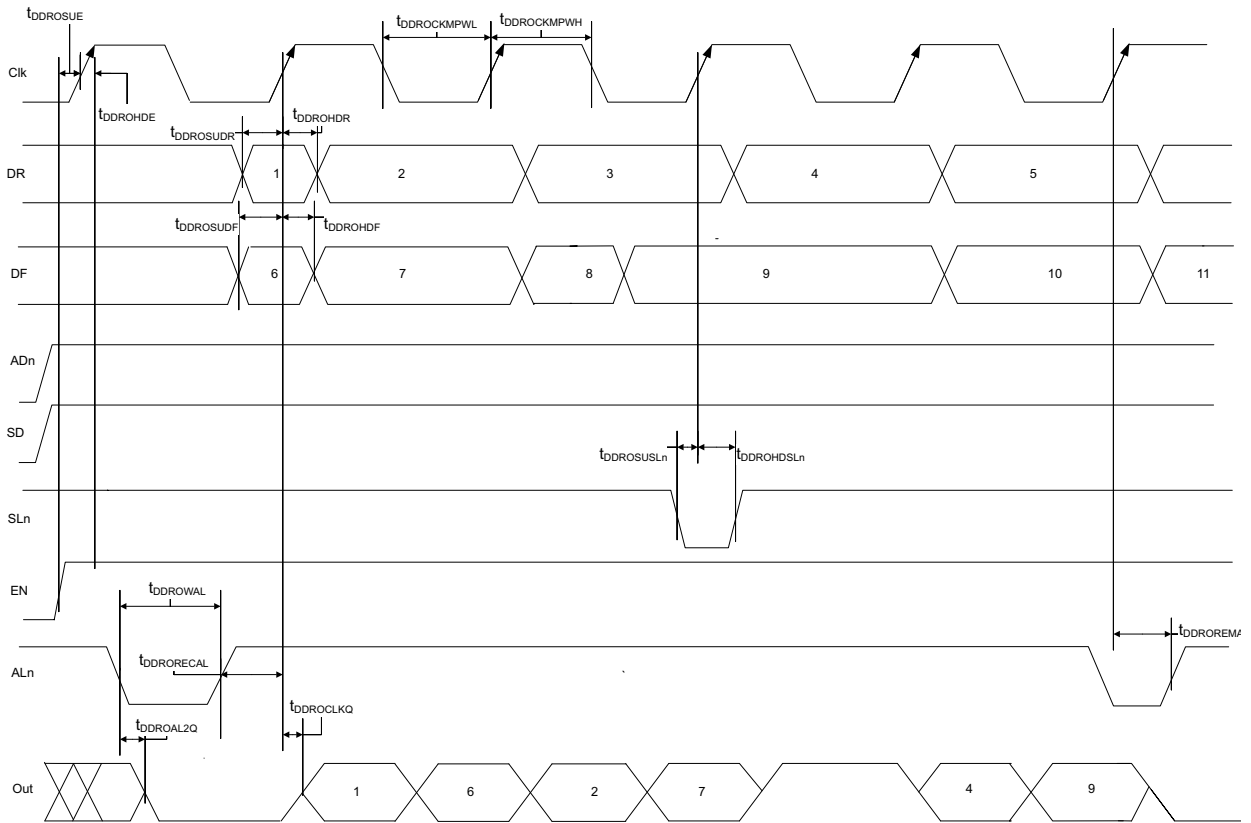 tDDROSUE
tDDROCKMPWL
tDDROCKMPWH
Clk
tDDROHDE
tDDROSUDR
tDDROHDR
DR
1
2
3
4
5
tDDROSUDF
tDDROHDF
DF
6
7
8
9
10
11
ADn
SD
tDDROSUSLn
tDDROHDSLn
SLn
EN
tDDROWAL
tDDROREMA
tDDRORECAL
ALn
tDDROCLKQ
tDDROAL2Q
Out
1
6
2
7
4
9